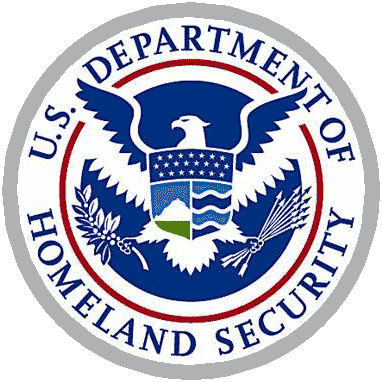 U.S. DEPARTMENT OF
HOMELAND SECURITY